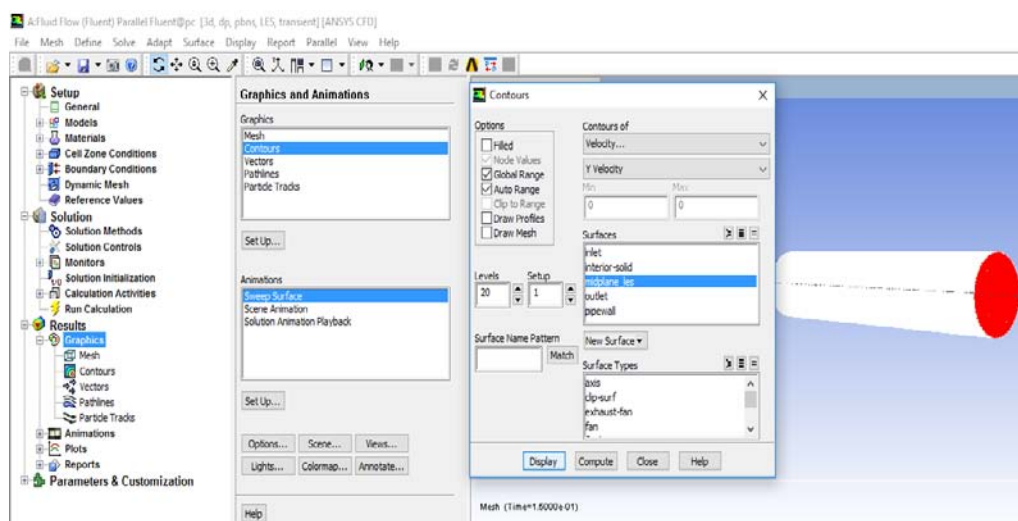 A:Fluid Flow (Fluent) Parallel Fluent@pc [3d, dp, pbns, LES, transient] [ANSYS CFD]
File Mesh Define Solve Adapt Surface Display Report Parallel View Help
Setup
General
Models
Materials
Cell Zone Conditions
Boundary Conditions
Dynamic Mesh
Reference Values
Solution
Solution Methods
Solution Controls
Monitors
Solution Initialization
Calculation Activities
Run Calculation
Results
Graphics
Mesh
Contours
Vectors
Pathlines
Particle Tracks
Animations
Plots
Reports
Parameters & Customization
Graphics and Animations
Graphics
Mesh
Contours
Vectors
Pathlines
Particle Tracks
Set Up...
Animations
Sweep Surface
Scene Animation
Solution Animation Playback
Set Up...
Options... Scene... Views...
Lights... Colormap... Annotate...
Help
Contours X
Options
Filled
Node Values
Global Range
Auto Range
Clip to Range
Draw Profiles
Draw Mesh
Levels Setup
20 1
Surface Name Pattern
Match
Contours of
Velocity...
Y Velocity
Min Max
0 0
Surfaces
inlet
interior-solid
midplane_les
outlet
pipewall
New Surface
Surface Types
axis
clip-surf
exhaust-fan
fan
Display Compute Close Help
Mesh (Time=1.5000e-01)